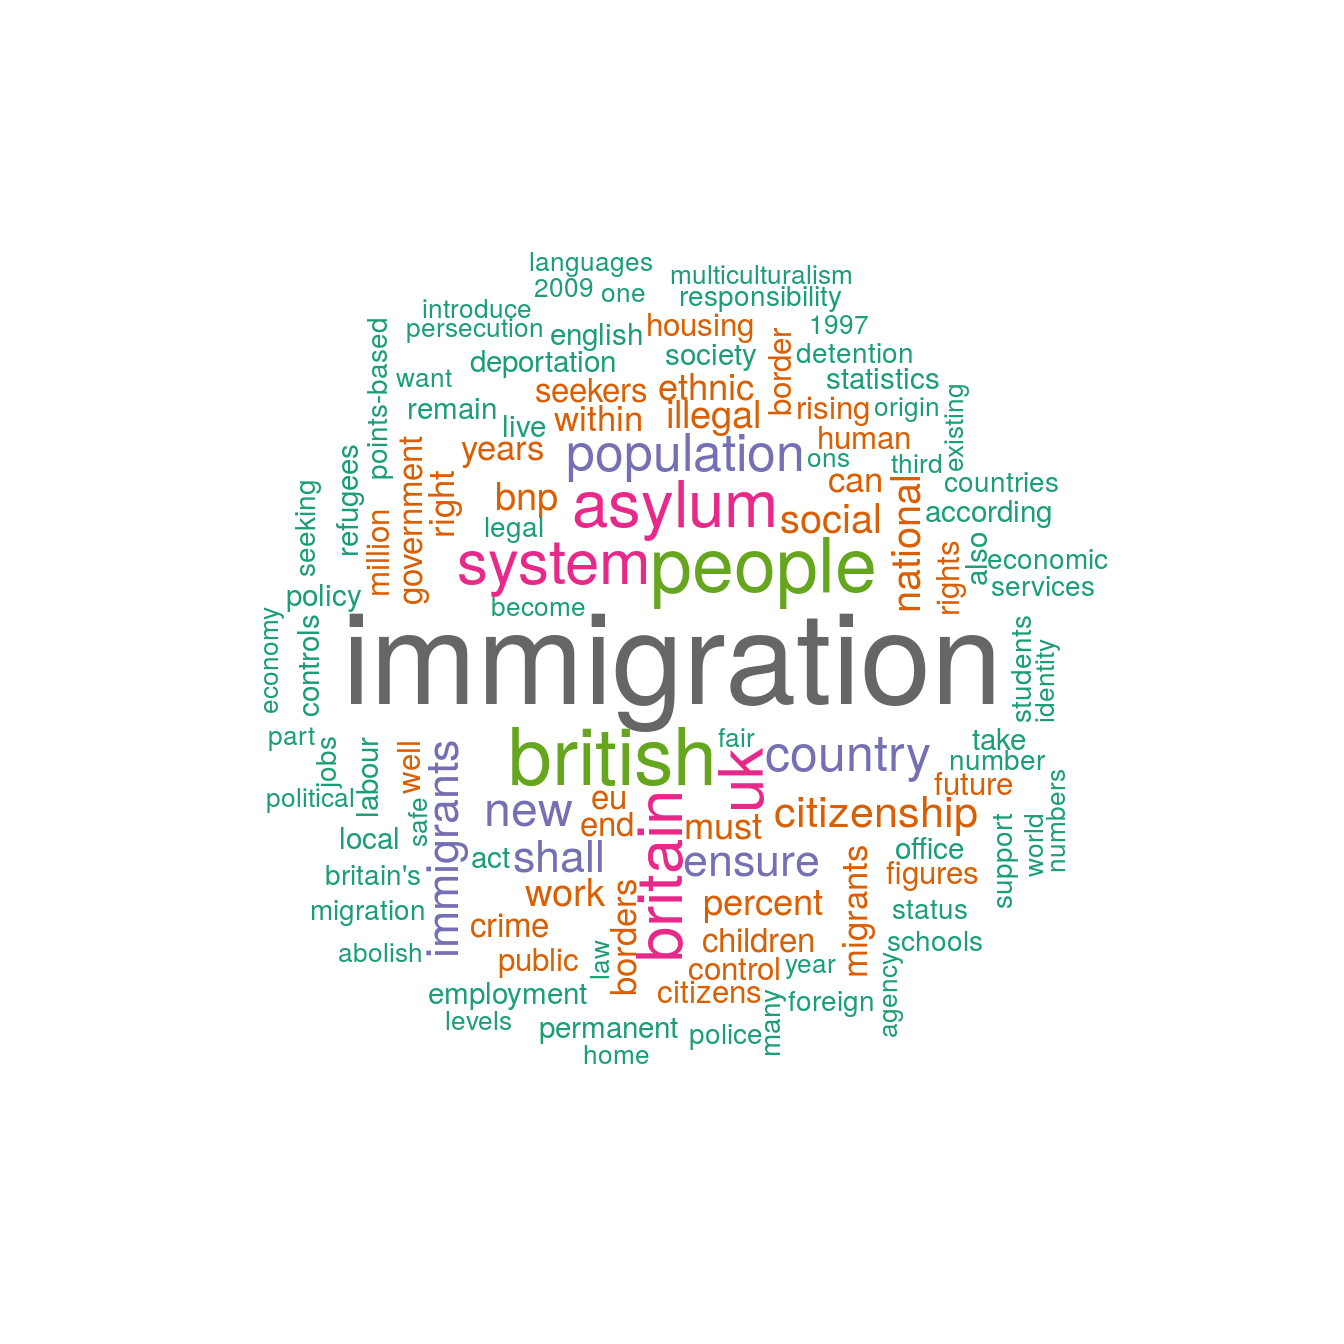 languages
multiculturalism
2009
one
responsibility
introduce
persecution
english
housing
1997
points-based
deportation
society
border
detention
want
seekers
ethnic
statistics
remain
live
within
illegal
rising
origin
existing
years
population
human
ons
third
seeking
refugees
government
right
bnp
asylum
can
national
countries
million
legal
social
according
system
people
rights
also
economic
services
policy
become
economy
controls
immigration
students
identity
part
jobs
labour
well
immigrants
british
fair
uk
country
take
number
political
safe
new
eu
future
numbers
local
end
britain
must
citizenship
support
world
britain's
act
shall
ensure
office
migrants
figures
migration
work
borders
percent
status
abolish
crime
public
law
children
control
year
schools
agency
employment
citizens
many
foreign
levels
permanent
police
home